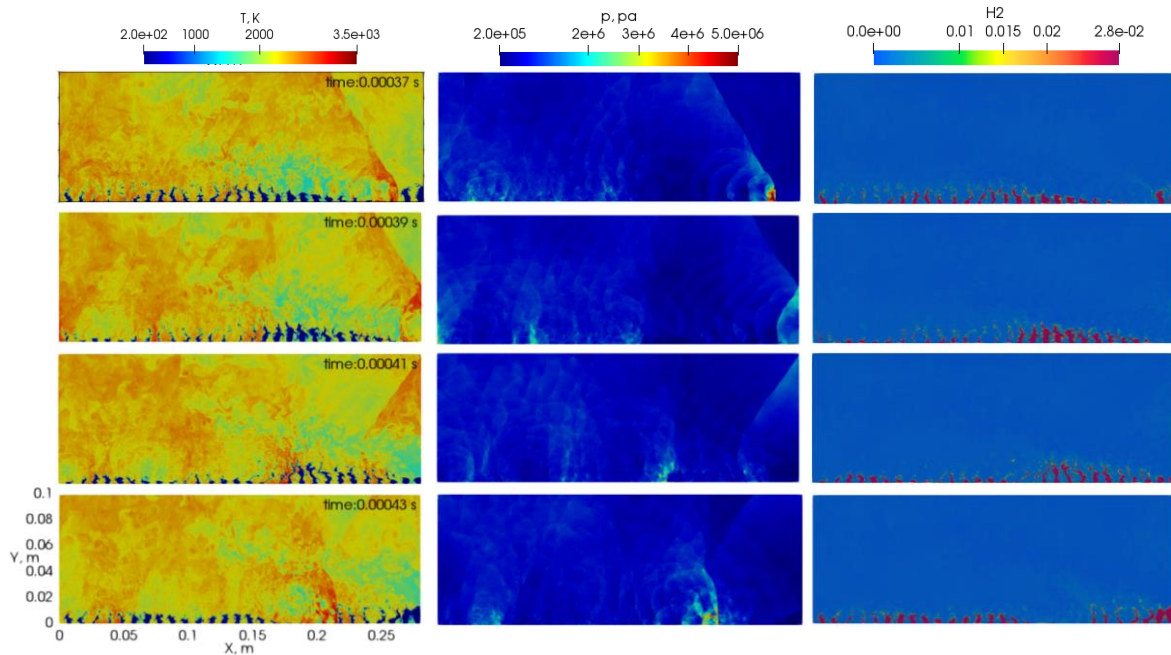 T, K
2.0e+02 1000 2000 3.5e+03
p, pa
2.0e+05 2e+6 3e+6 4e+6 5.0e+06
H2
0.0e+00 0.01 0.015 0.02 2.8e-02
time:0.00037 s
time:0.00039 s
time:0.00041 s
time:0.00043 s
0.1
0.08
0.06
Y, m
0.04
0.02
0
0 0.05 0.1 0.15 0.2 0.25
X, m